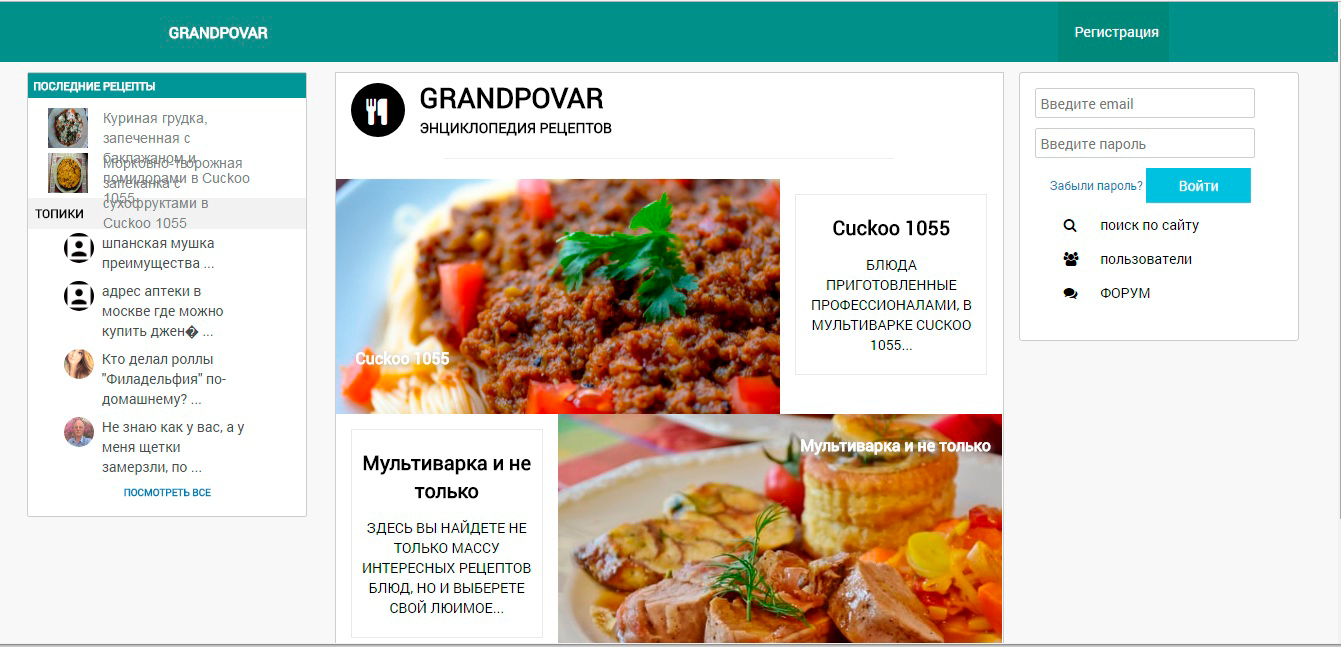 GRANDPOVAR
Регистрация
ПОСЛЕДНИЕ РЕЦЕПТЫ
Куриная грудка,
запеченная с
баклажаном и
помидорами в Cuckoo
1055
Морковно-творожная
запеканка с
сухофруктами в
Cuckoo 1055
ТОПИКИ
шпанская мушка
преимущества ...
адрес аптеки в
москве где можно
купить джен� ...
Кто делал роллы
"Филадельфия" по-
домашнему? ...
Не знаю как у вас, а у
меня щетки
замерзли, по ...
ПОСМОТРЕТЬ ВСЕ
GRANDPOVAR
ЭНЦИКЛОПЕДИЯ РЕЦЕПТОВ
Cuckoo 1055
Cuckoo 1055
БЛЮДА
ПРИГОТОВЛЕННЫЕ
ПРОФЕССИОНАЛАМИ, В
МУЛЬТИВАРКЕ CUCKOO
1055...
Мультиварка и не
только
ЗДЕСЬ ВЫ НАЙДЕТЕ НЕ
ТОЛЬКО МАССУ
ИНТЕРЕСНЫХ РЕЦЕПТОВ
БЛЮД, НО И ВЫБЕРЕТЕ
СВОЙ ЛЮИМОЕ...
Мультиварка и не только
Введите email
Введите пароль
Забыли пароль?
Войти
поиск по сайту
пользователи
ФОРУМ